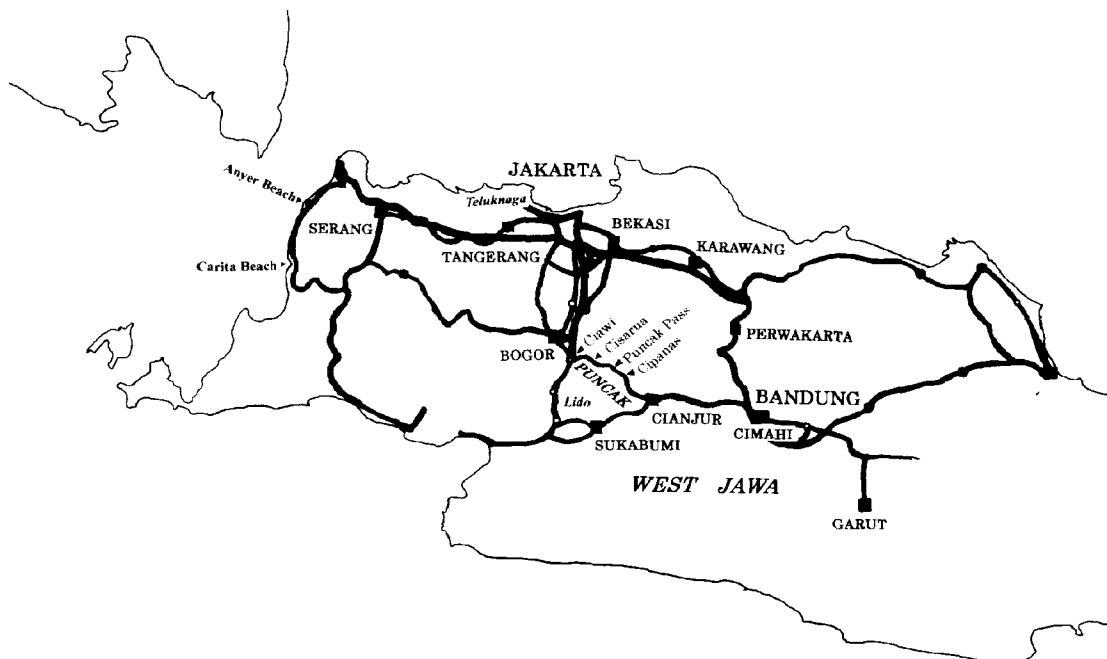 JAKARTA
Anyer Beach
Teluknaga
SERANG
BEKASI
TANGERANG
KARAWANG
Carita Beach
Ciawi
Cisarua
Puncak Pass
Cipanas
PERWAKARTA
BOGOR
PUNCAK
Lido
BANDUNG
CIANJUR
CIMAHI
SUKABUMI
WEST JAWA
GARUT